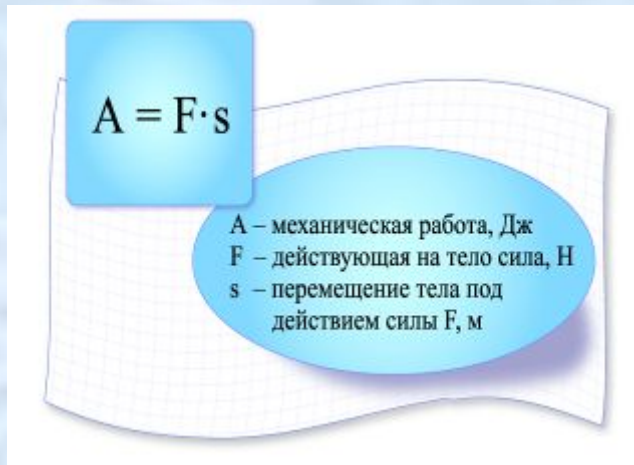 A = F·s
A – механическая работа, Дж
F – действующая на тело сила, Н
s – перемещение тела под
действием силы F, м